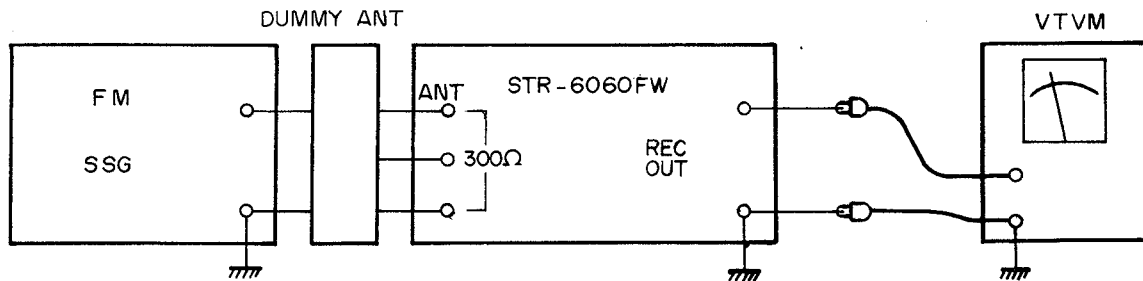 DUMMY ANT
VTVM
FM
SSG
ANT
300Ω
STR-6060FW
REC
OUT